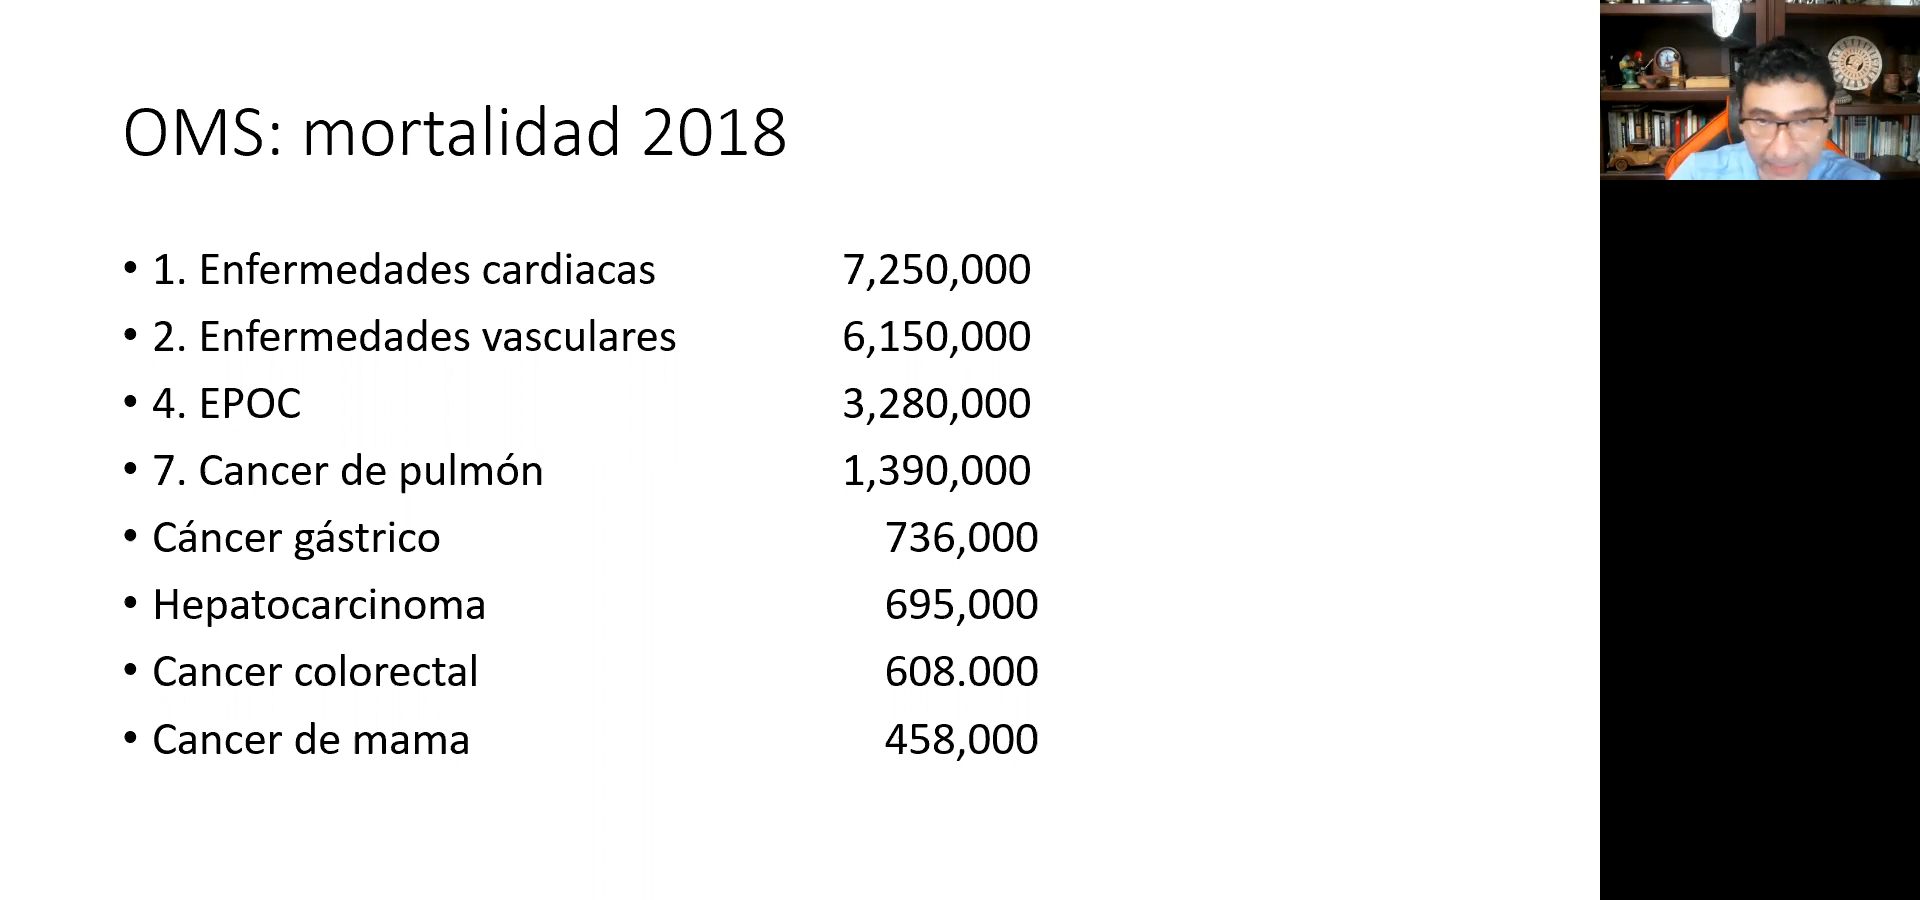 OMS: mortalidad 2018
• 1. Enfermedades cardiacas 7,250,000
• 2. Enfermedades vasculares 6,150,000
• 4. EPOC 3,280,000
• 7. Cancer de pulmón 1,390,000
• Cáncer gástrico 736,000
• Hepatocarcinoma 695,000
• Cancer colorectal 608.000
• Cancer de mama 458,000